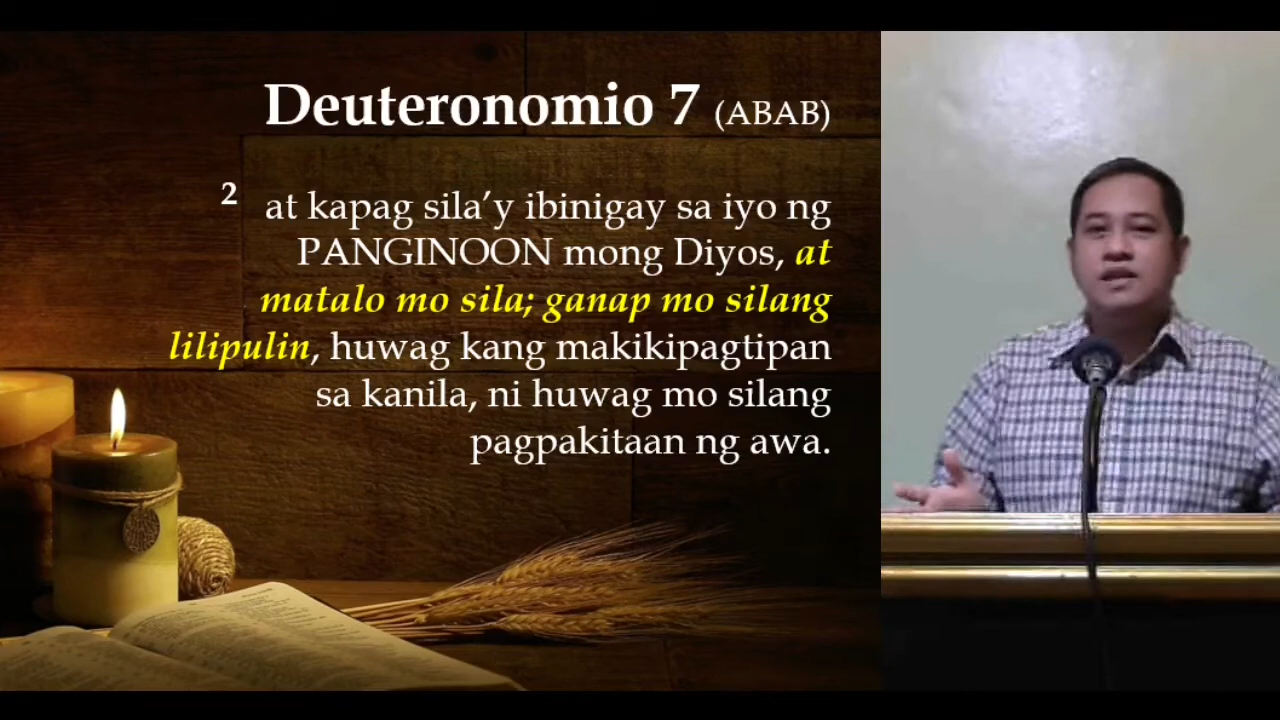 Deuteronomio 7 (ABAB)
2 at kapag sila’y ibinigay sa iyo ng
PANGINOON mong Diyos, at
matalo mo sila; ganap mo silang
lilipulin, huwag kang makikipagtipan
sa kanila, ni huwag mo silang
pagpakitaan ng awa.